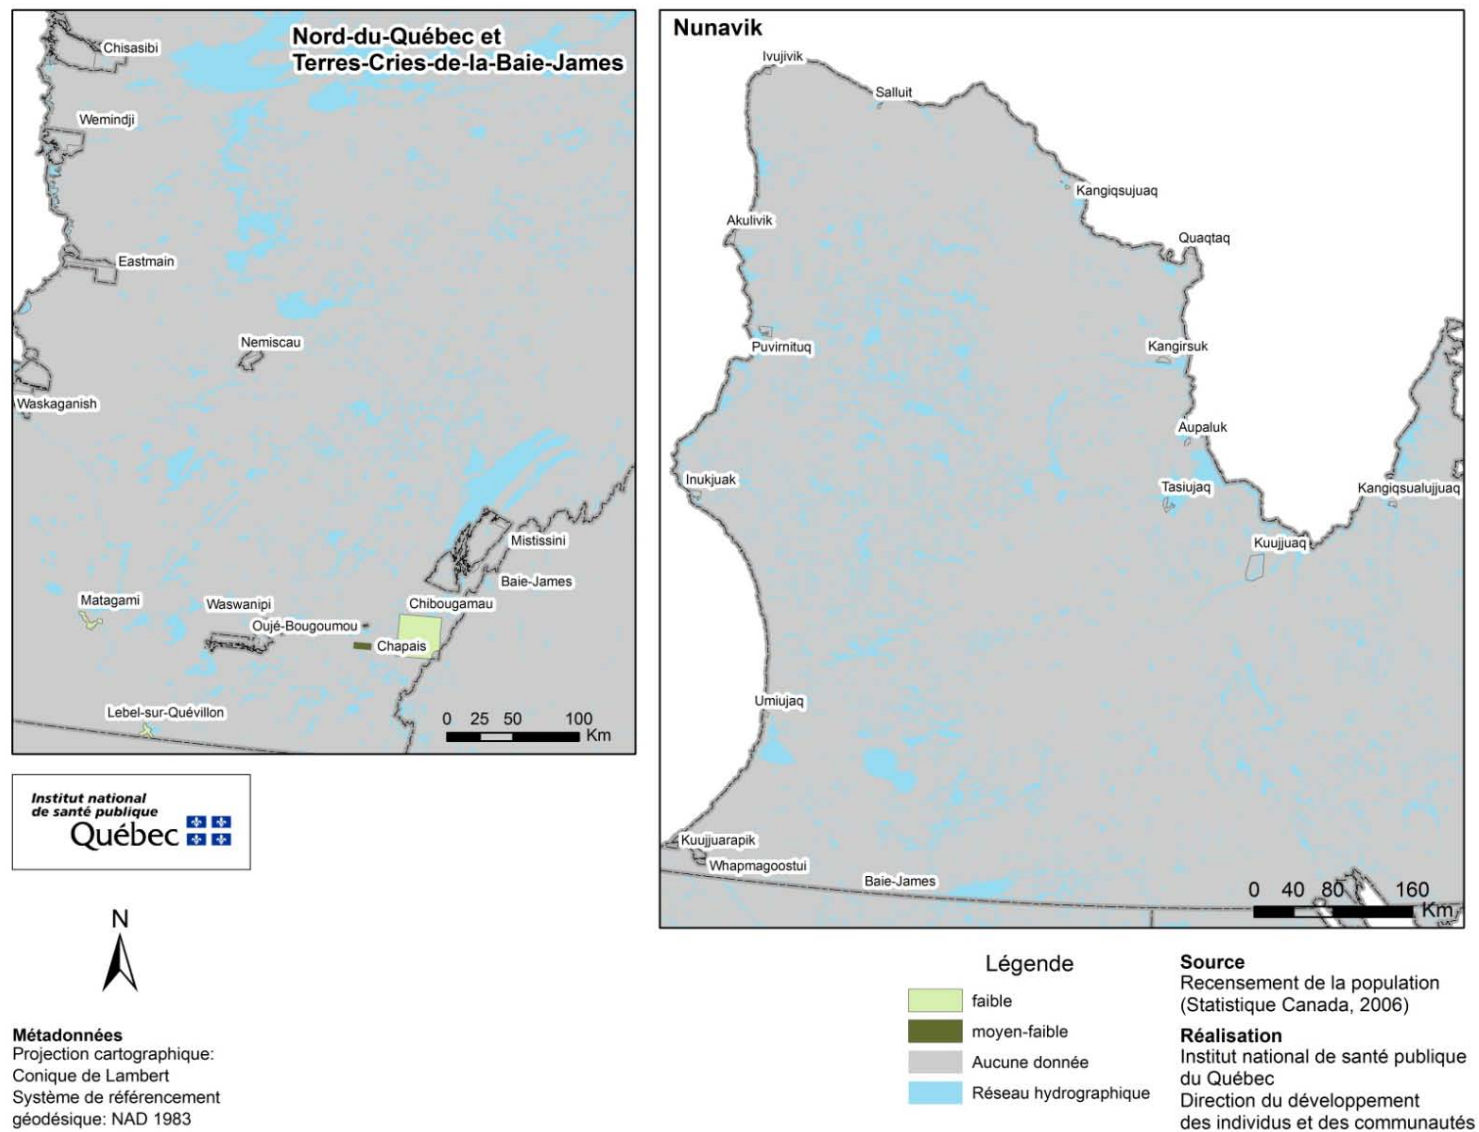 Nord-du-Québec et
Terres-Cries-de-la-Baie-James
Chisasibi
Wemindji
Eastmain
Nemiscau
Waskaganish
Mistissini
Baie-James
Matagami
Waswanipi
Chibougamau
Oujé-Bougoumou
Chapais
Lebel-sur-Quévillon
0 25 50 100
Km
Nunavik
Ivujivik
Salluit
Kangiqsujuaq
Akulivik
Quaqtaq
Puvirnituq
Kangirsuk
Aupaluk
Inukjuak
Tasiujaq
Kangiqsualujjuaq
Kuujjuaq
Umiujaq
Kuujjuarapik
Whapmagoostui
Baie-James
0 40 80 160
Km
Institut national
de santé publique
Québec
N
Métadonnées
Projection cartographique:
Conique de Lambert
Système de référencement
géodésique: NAD 1983
Légende
faible
moyen-faible
Aucune donnée
Réseau hydrographique
Source
Recensement de la population
(Statistique Canada, 2006)
Réalisation
Institut national de santé publique
du Québec
Direction du développement
des individus et des communautés